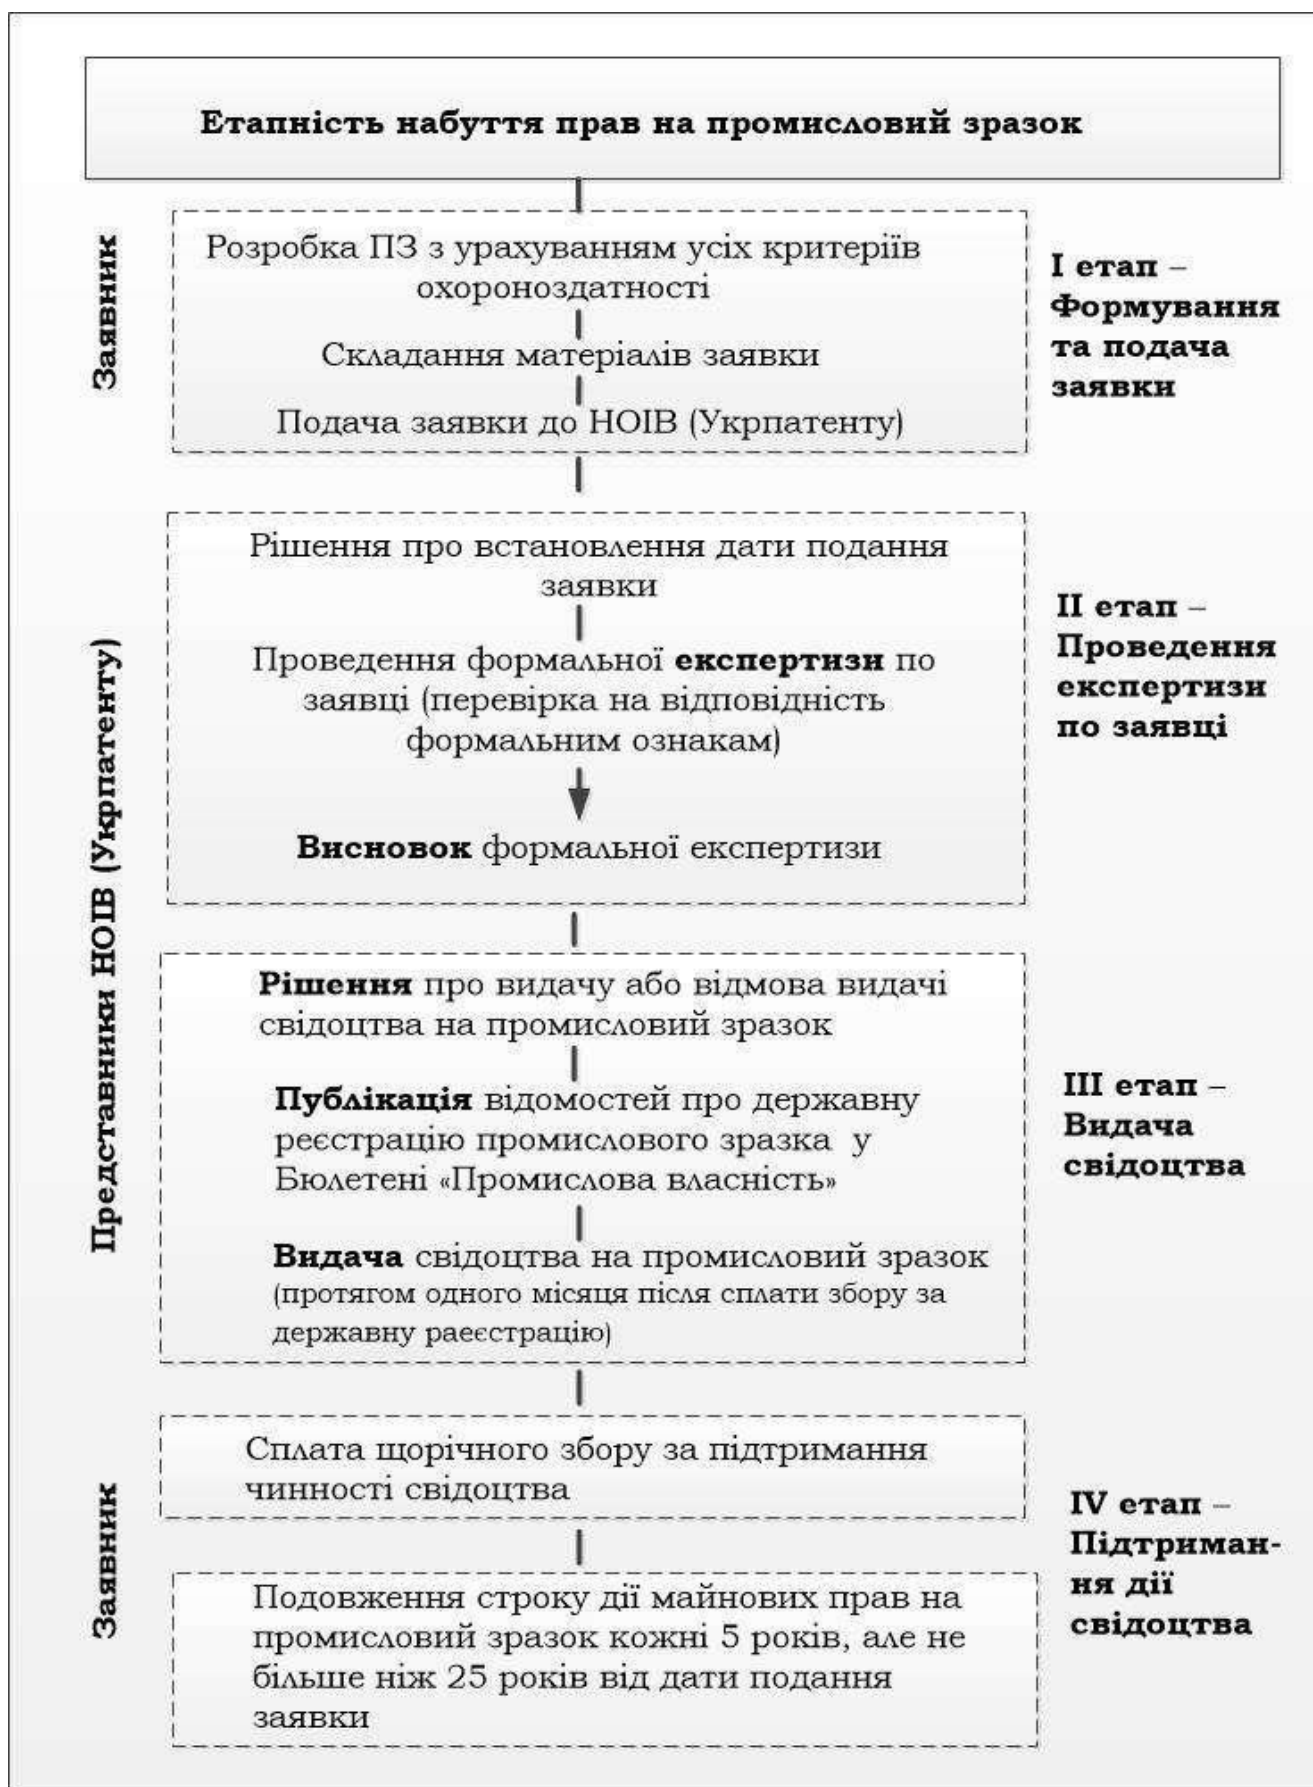 Етапність набуття прав на промисловий зразок
Заявник
Розробка ПЗ з урахуванням усіх критеріїв
охороноздатності
Складання матеріалів заявки
Подача заявки до НОІВ (Укрпатенту)
І етап –
Формування
та подача
заявки
Представники НОІВ (Укрпатенту)
Рішення про встановлення дати подання
заявки
Проведення формальної експертизи по
заявці (перевірка на відповідність
формальним ознакам)
Висновок формальної експертизи
ІІ етап –
Проведення
експертизи
по заявці
Рішення про видачу або відмова видачі
свідоцтва на промисловий зразок
Публікація відомостей про державну
реєстрацію промислового зразка у
Бюлетені «Промислова власність»
Видача свідоцтва на промисловий зразок
(протягом одного місяця після сплати збору за
державну раеєстрацію)
ІІІ етап –
Видача
свідоцтва
Заявник
Сплата щорічного збору за підтримання
чинності свідоцтва
Подовження строку дії майнових прав на
промисловий зразок кожні 5 років, але не
більше ніж 25 років від дати подання
заявки
IV етап –
Підтриман-
ня дії
свідоцтва